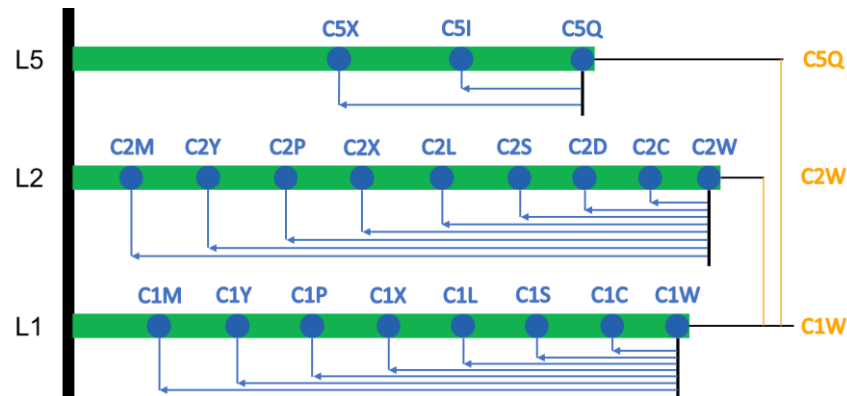 C5X C5I C5Q
L5 C5Q
C2M C2Y C2P C2X C2L C2S C2D C2C C2W
L2 C2W
C1M C1Y C1P C1X C1L C1S C1C C1W
L1 C1W